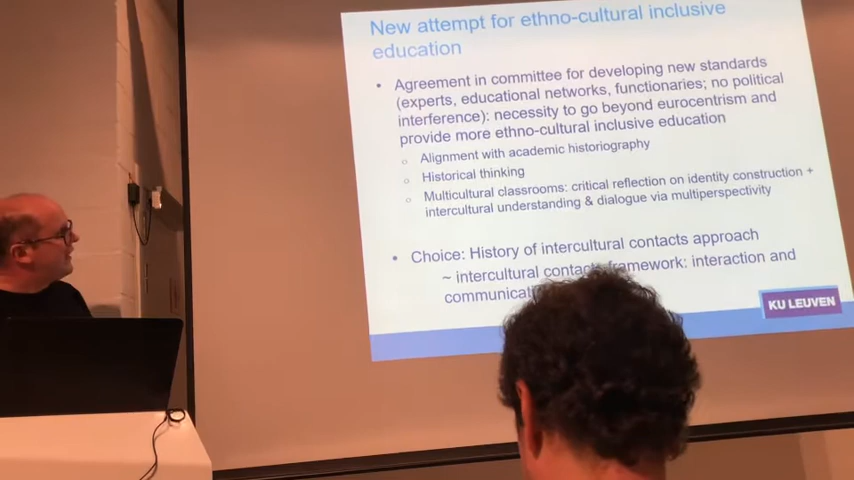 New attempt for ethno-cultural inclusive
education
• Agreement in committee for developing new standards
(experts, educational networks, functionaries; no political
interference): necessity to go beyond eurocentrism and
provide more ethno-cultural inclusive education
○ Alignment with academic historiography
○ Historical thinking
○ Multicultural classrooms: critical reflection on identity construction +
intercultural understanding & dialogue via multiperspectivity
• Choice: History of intercultural contacts approach
~ intercultural contacts framework: interaction and
KU LEUVEN